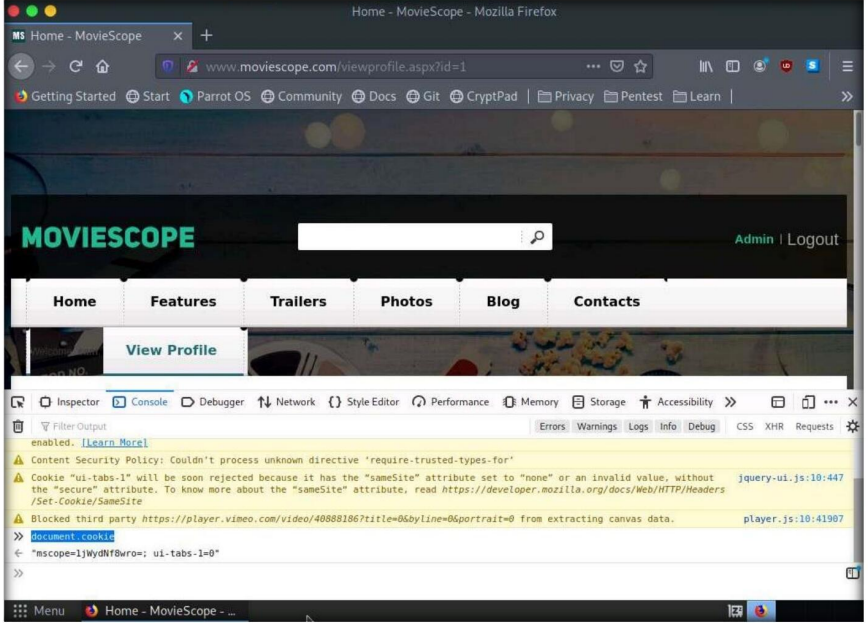 Home - MovieScope - Mozilla Firefox
MS Home - MovieScope × +
www.moviescope.com/viewprofile.aspx?id=1
Getting Started Start Parrot OS Community Docs Git CryptPad | Privacy Pentest Learn | »
MOVIESCOPE
Admin | Logout
Home Features Trailers Photos Blog Contacts
View Profile
Inspector Console Debugger Network {} Style Editor Performance Memory Storage Accessibility »
Filter Output Errors Warnings Logs Info Debug CSS XHR Requests
enabled. [Learn More]
Content Security Policy: Couldn't process unknown directive 'require-trusted-types-for'
Cookie “ui-tabs-1” will be soon rejected because it has the “sameSite” attribute set to “none” or an invalid value, without jquery-ui.js:10:447
the “secure” attribute. To know more about the “sameSite” attribute, read https://developer.mozilla.org/docs/Web/HTTP/Headers
/Set-Cookie/SameSite
Blocked third party https://player.vimeo.com/video/40888186?title=0&byline=0&portrait=0 from extracting canvas data. player.js:10:41907
» document.cookie
← "mscope=1jWydNf8wro=; ui-tabs-1=0"
»
Menu Home - MovieScope - ...